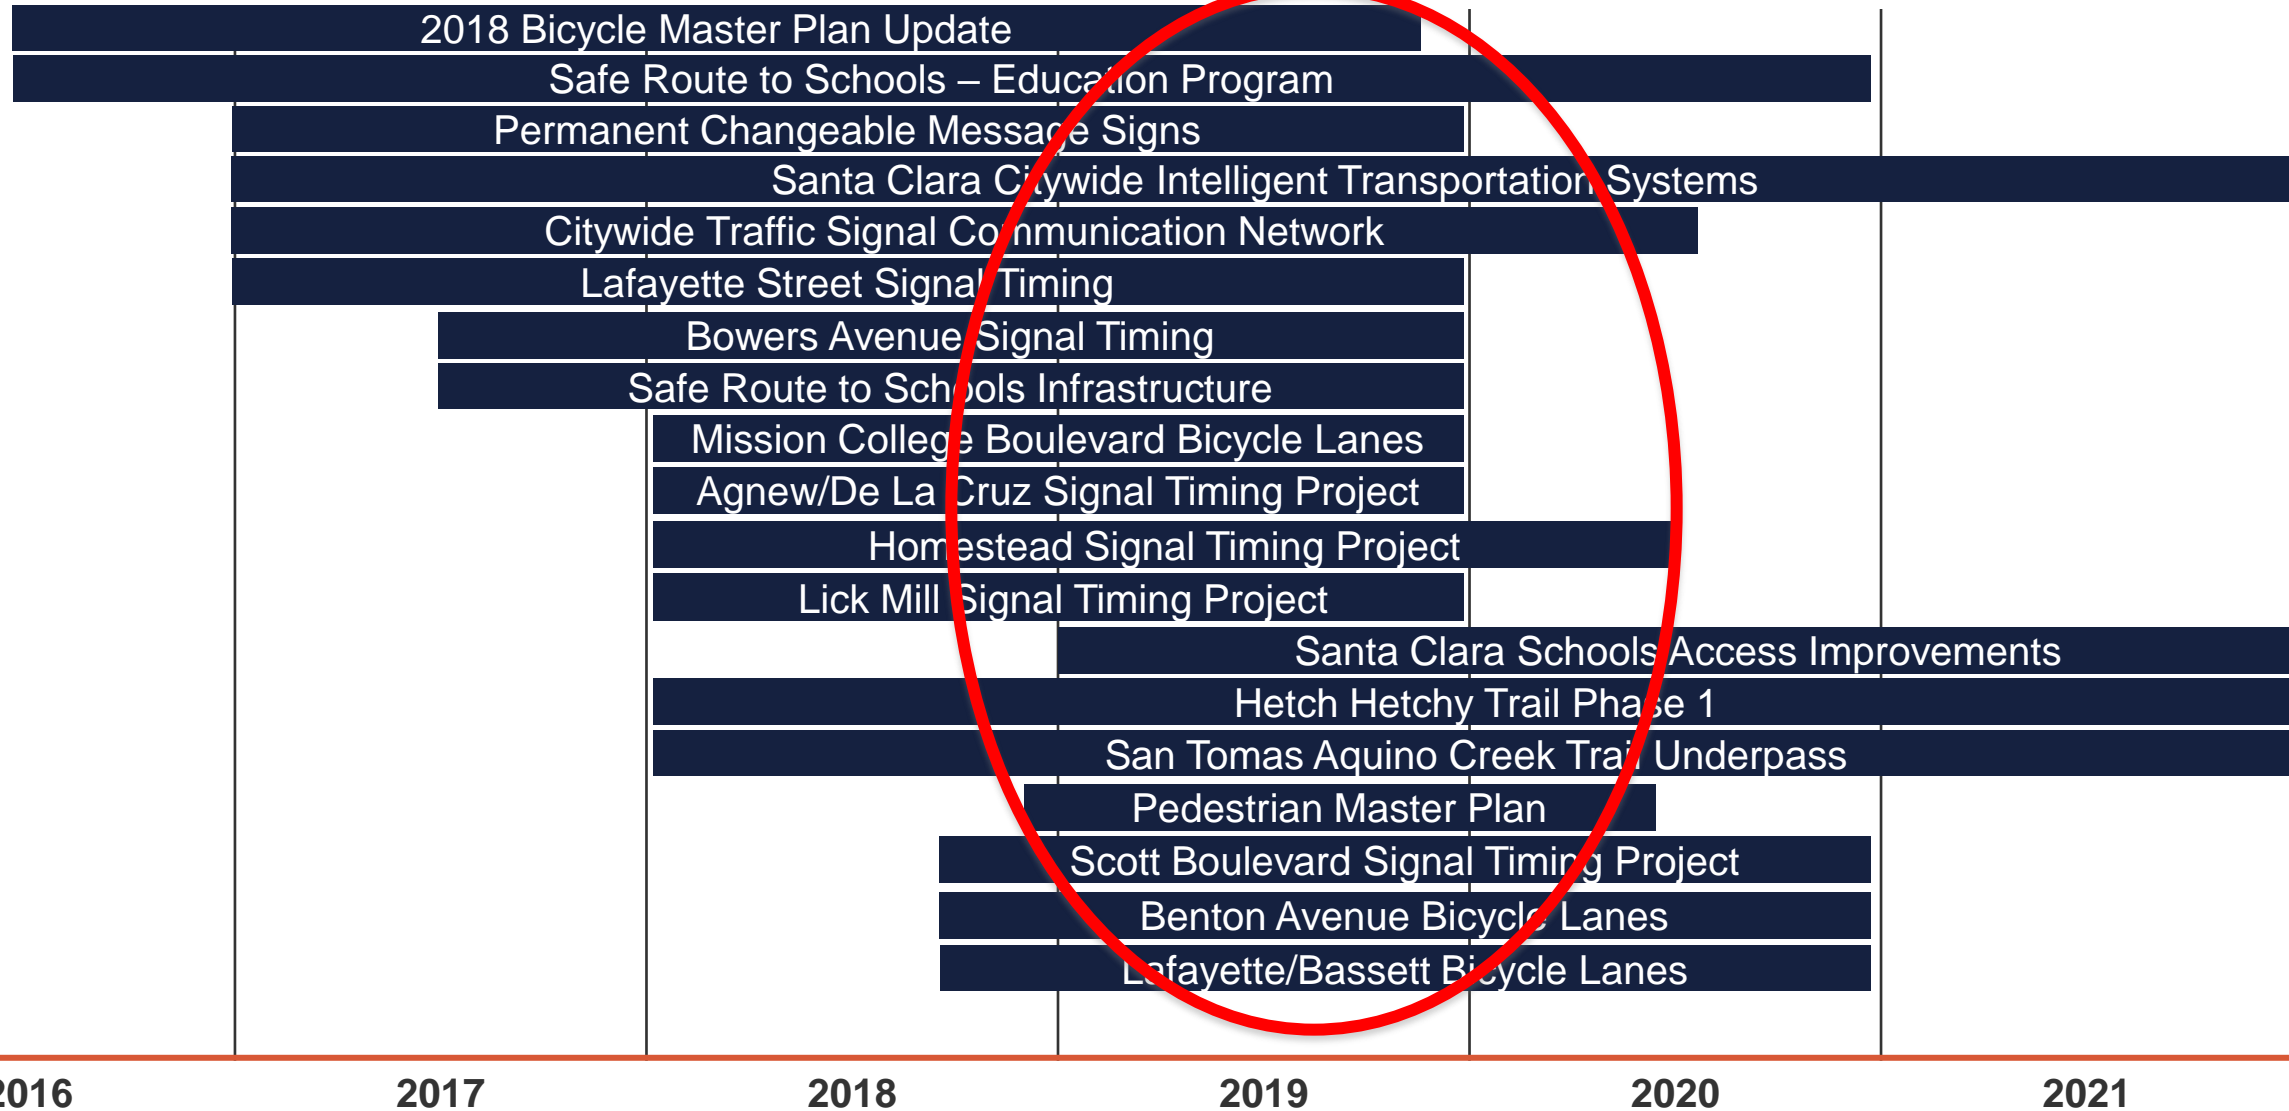 2018 Bicycle Master Plan Update
Safe Route to Schools – Education Program
Permanent Changeable Message Signs
Santa Clara Citywide Intelligent Transportation Systems
Citywide Traffic Signal Communication Network
Lafayette Street Signal Timing
Bowers Avenue Signal Timing
Safe Route to Schools Infrastructure
Mission College Boulevard Bicycle Lanes
Agnew/De La Cruz Signal Timing Project
Homestead Signal Timing Project
Lick Mill Signal Timing Project
Santa Clara Schools Access Improvements
Hetch Hetchy Trail Phase 1
San Tomas Aquino Creek Trail Underpass
Pedestrian Master Plan
Scott Boulevard Signal Timing Project
Benton Avenue Bicycle Lanes
Lafayette/Bassett Bicycle Lanes
2016 2017 2018 2019 2020 2021